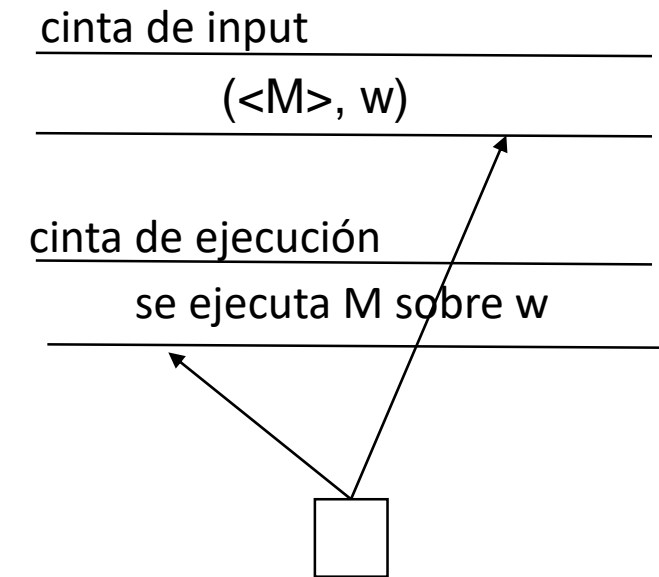 cinta de input
(<M>, w)
cinta de ejecución
se ejecuta M sobre w